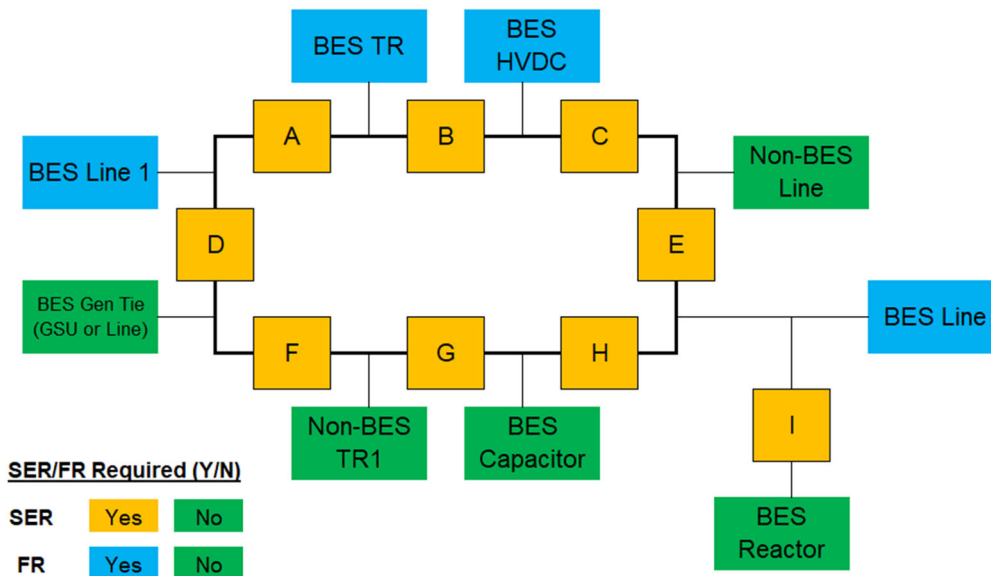 BES TR
BES
HVDC
A
B
C
BES Line 1
Non-BES
Line
D
E
BES Gen Tie
(GSU or Line)
BES Line
F
G
H
I
Non-BES
TR1
BES
Capacitor
BES
Reactor
SER/FR Required (Y/N)
SER Yes No
FR Yes No